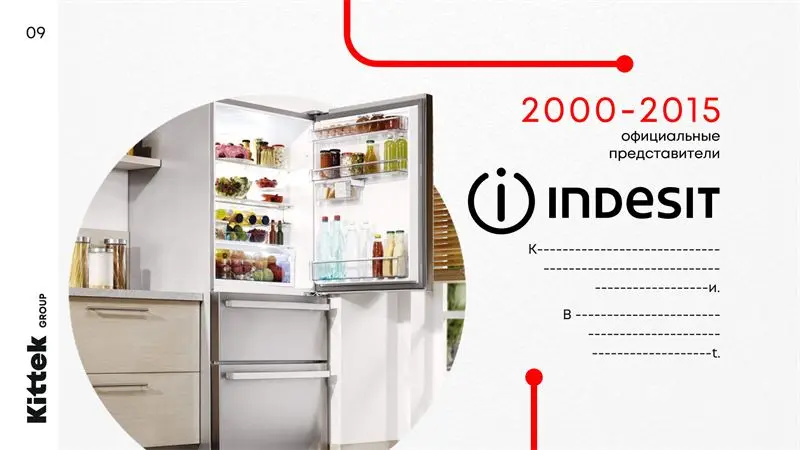 09
2000-2015
официальные
представители
INDESIT
К-----------------------------
----------------------------
------------------и.
В -----------------------
---------------------
-------------------t.
Kittek GROUP